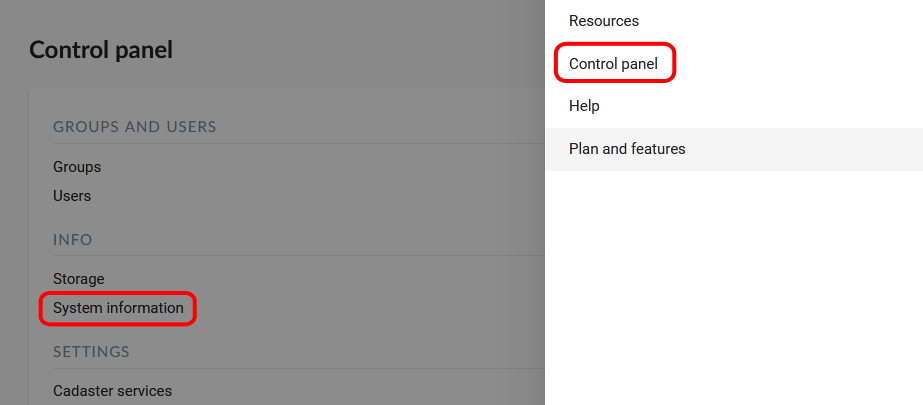 Control panel
GROUPS AND USERS
Groups
Users
INFO
Storage
System information
SETTINGS
Cadaster services
Resources
Control panel
Help
Plan and features